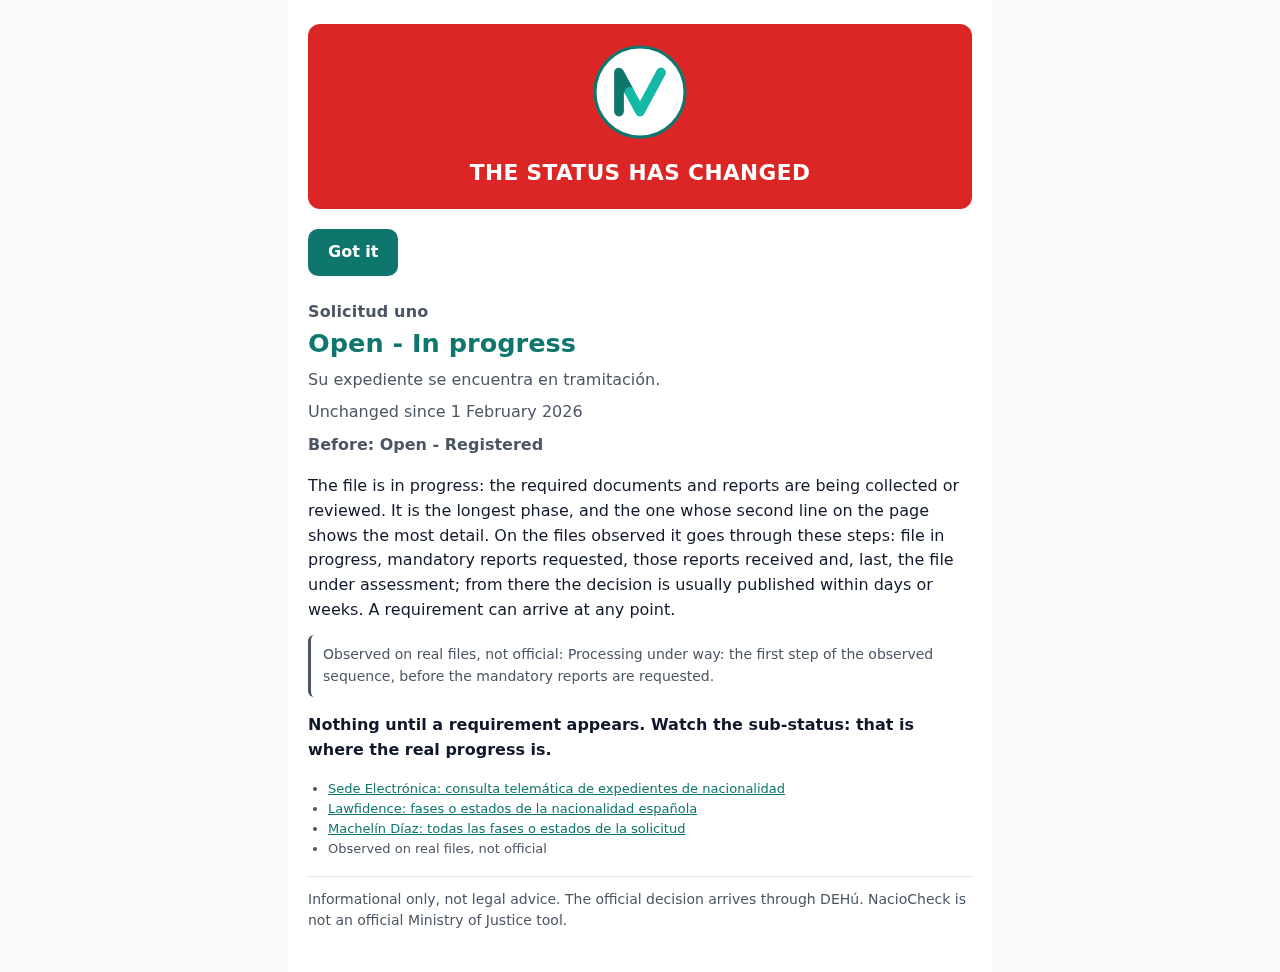 THE STATUS HAS CHANGED
Got it
Solicitud uno
Open - In progress
Su expediente se encuentra en tramitación.
Unchanged since 1 February 2026
Before: Open - Registered
The file is in progress: the required documents and reports are being collected or
reviewed. It is the longest phase, and the one whose second line on the page
shows the most detail. On the files observed it goes through these steps: file in
progress, mandatory reports requested, those reports received and, last, the file
under assessment; from there the decision is usually published within days or
weeks. A requirement can arrive at any point.
Observed on real files, not official: Processing under way: the first step of the observed
sequence, before the mandatory reports are requested.
Nothing until a requirement appears. Watch the sub-status: that is
where the real progress is.
• Sede Electrónica: consulta telemática de expedientes de nacionalidad
• Lawfidence: fases o estados de la nacionalidad española
• Machelín Díaz: todas las fases o estados de la solicitud
• Observed on real files, not official
Informational only, not legal advice. The official decision arrives through DEHú. NacioCheck is
not an official Ministry of Justice tool.